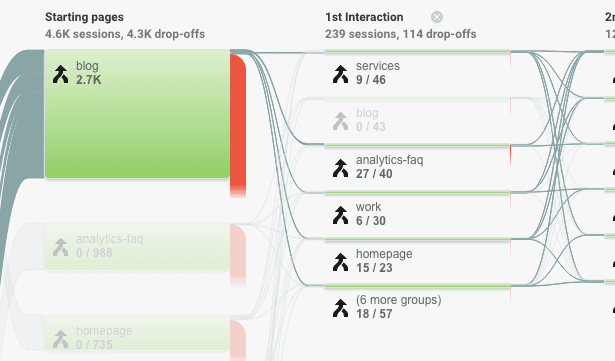 Starting pages
4.6K sessions, 4.3K drop-offs
blog
2.7K
analytics-faq
0 / 988
homepage
0 / 735
1st Interaction
239 sessions, 114 drop-offs
services
9 / 46
blog
0 / 43
analytics-faq
27 / 40
work
6 / 30
homepage
15 / 23
(6 more groups)
18 / 57
2n
12